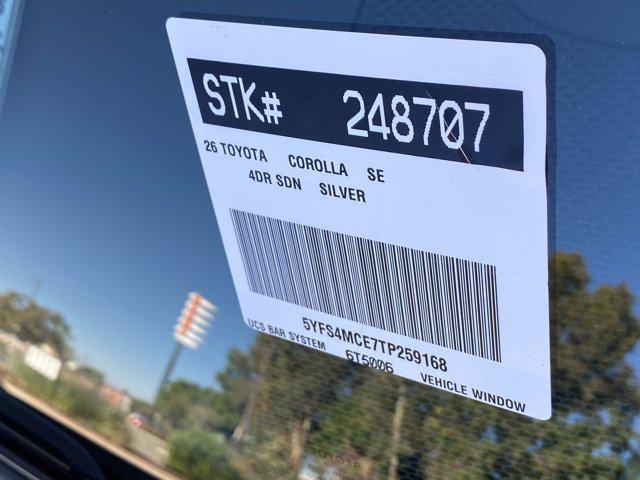 STK# 248707
26 TOYOTA COROLLA SE
4DR SDN SILVER
5YFS4MCE7TP259168
UCS BAR SYSTEM 6T5006 VEHICLE WINDOW